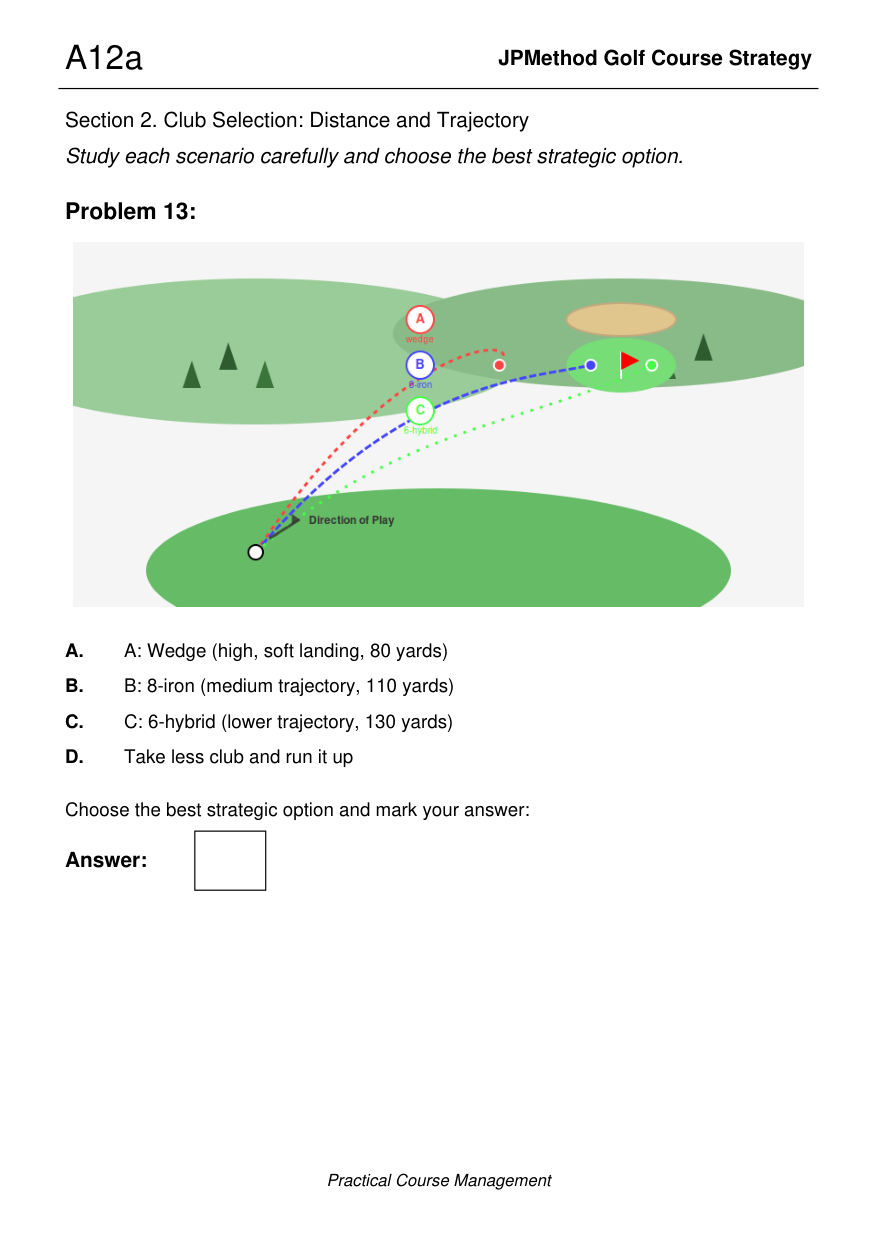 A12a
JPMethod Golf Course Strategy
Section 2. Club Selection: Distance and Trajectory
Study each scenario carefully and choose the best strategic option.
Problem 13:
A
wedge
B
8-iron
C
6-hybrid
Direction of Play
A. A: Wedge (high, soft landing, 80 yards)
B. B: 8-iron (medium trajectory, 110 yards)
C. C: 6-hybrid (lower trajectory, 130 yards)
D. Take less club and run it up
Choose the best strategic option and mark your answer:
Answer:
Practical Course Management